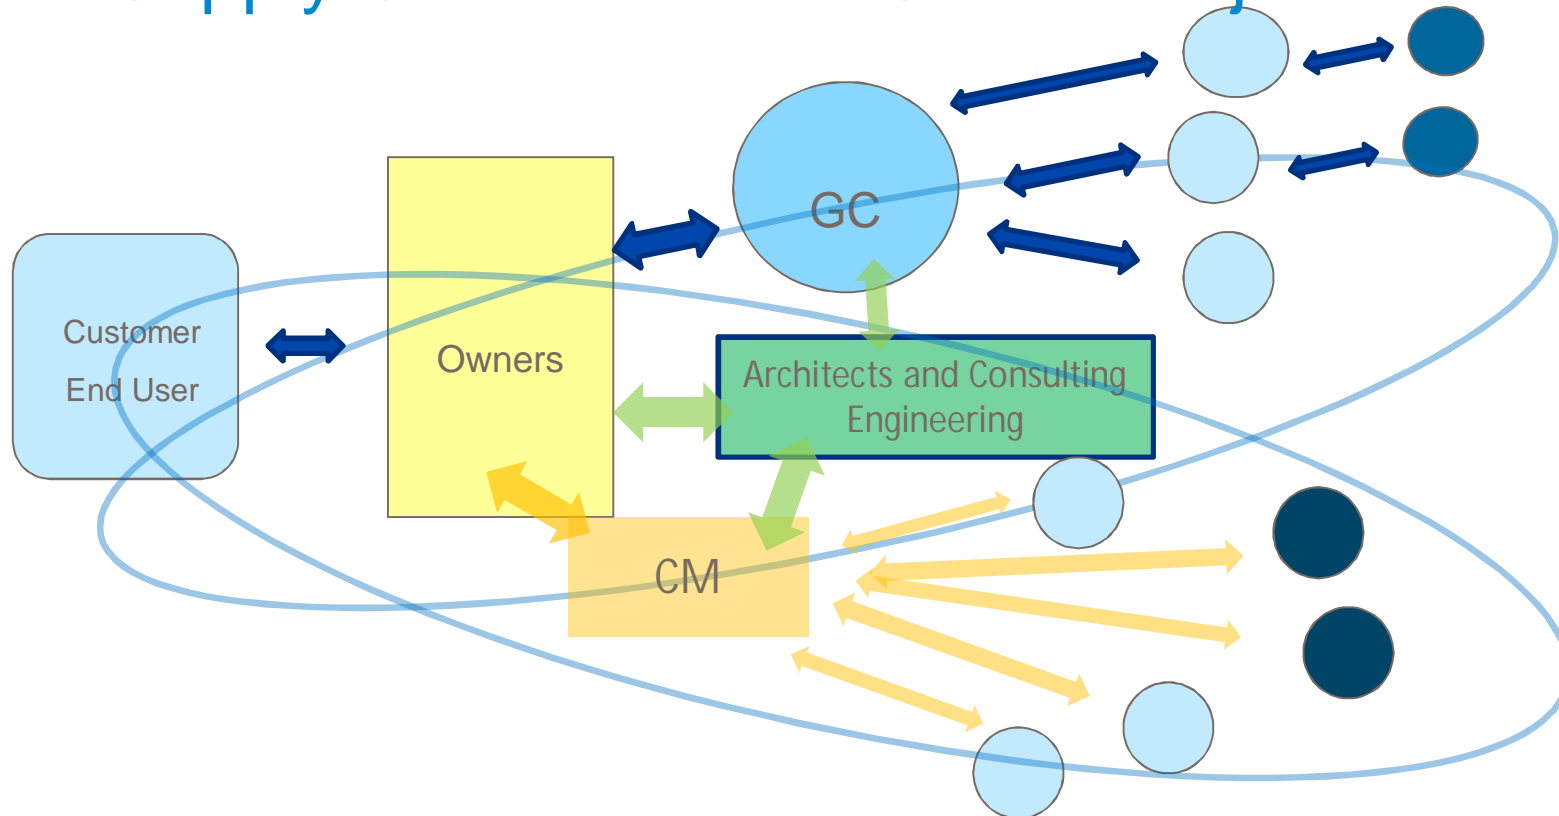 Customer
End User
Owners
GC
Architects and Consulting
Engineering
CM